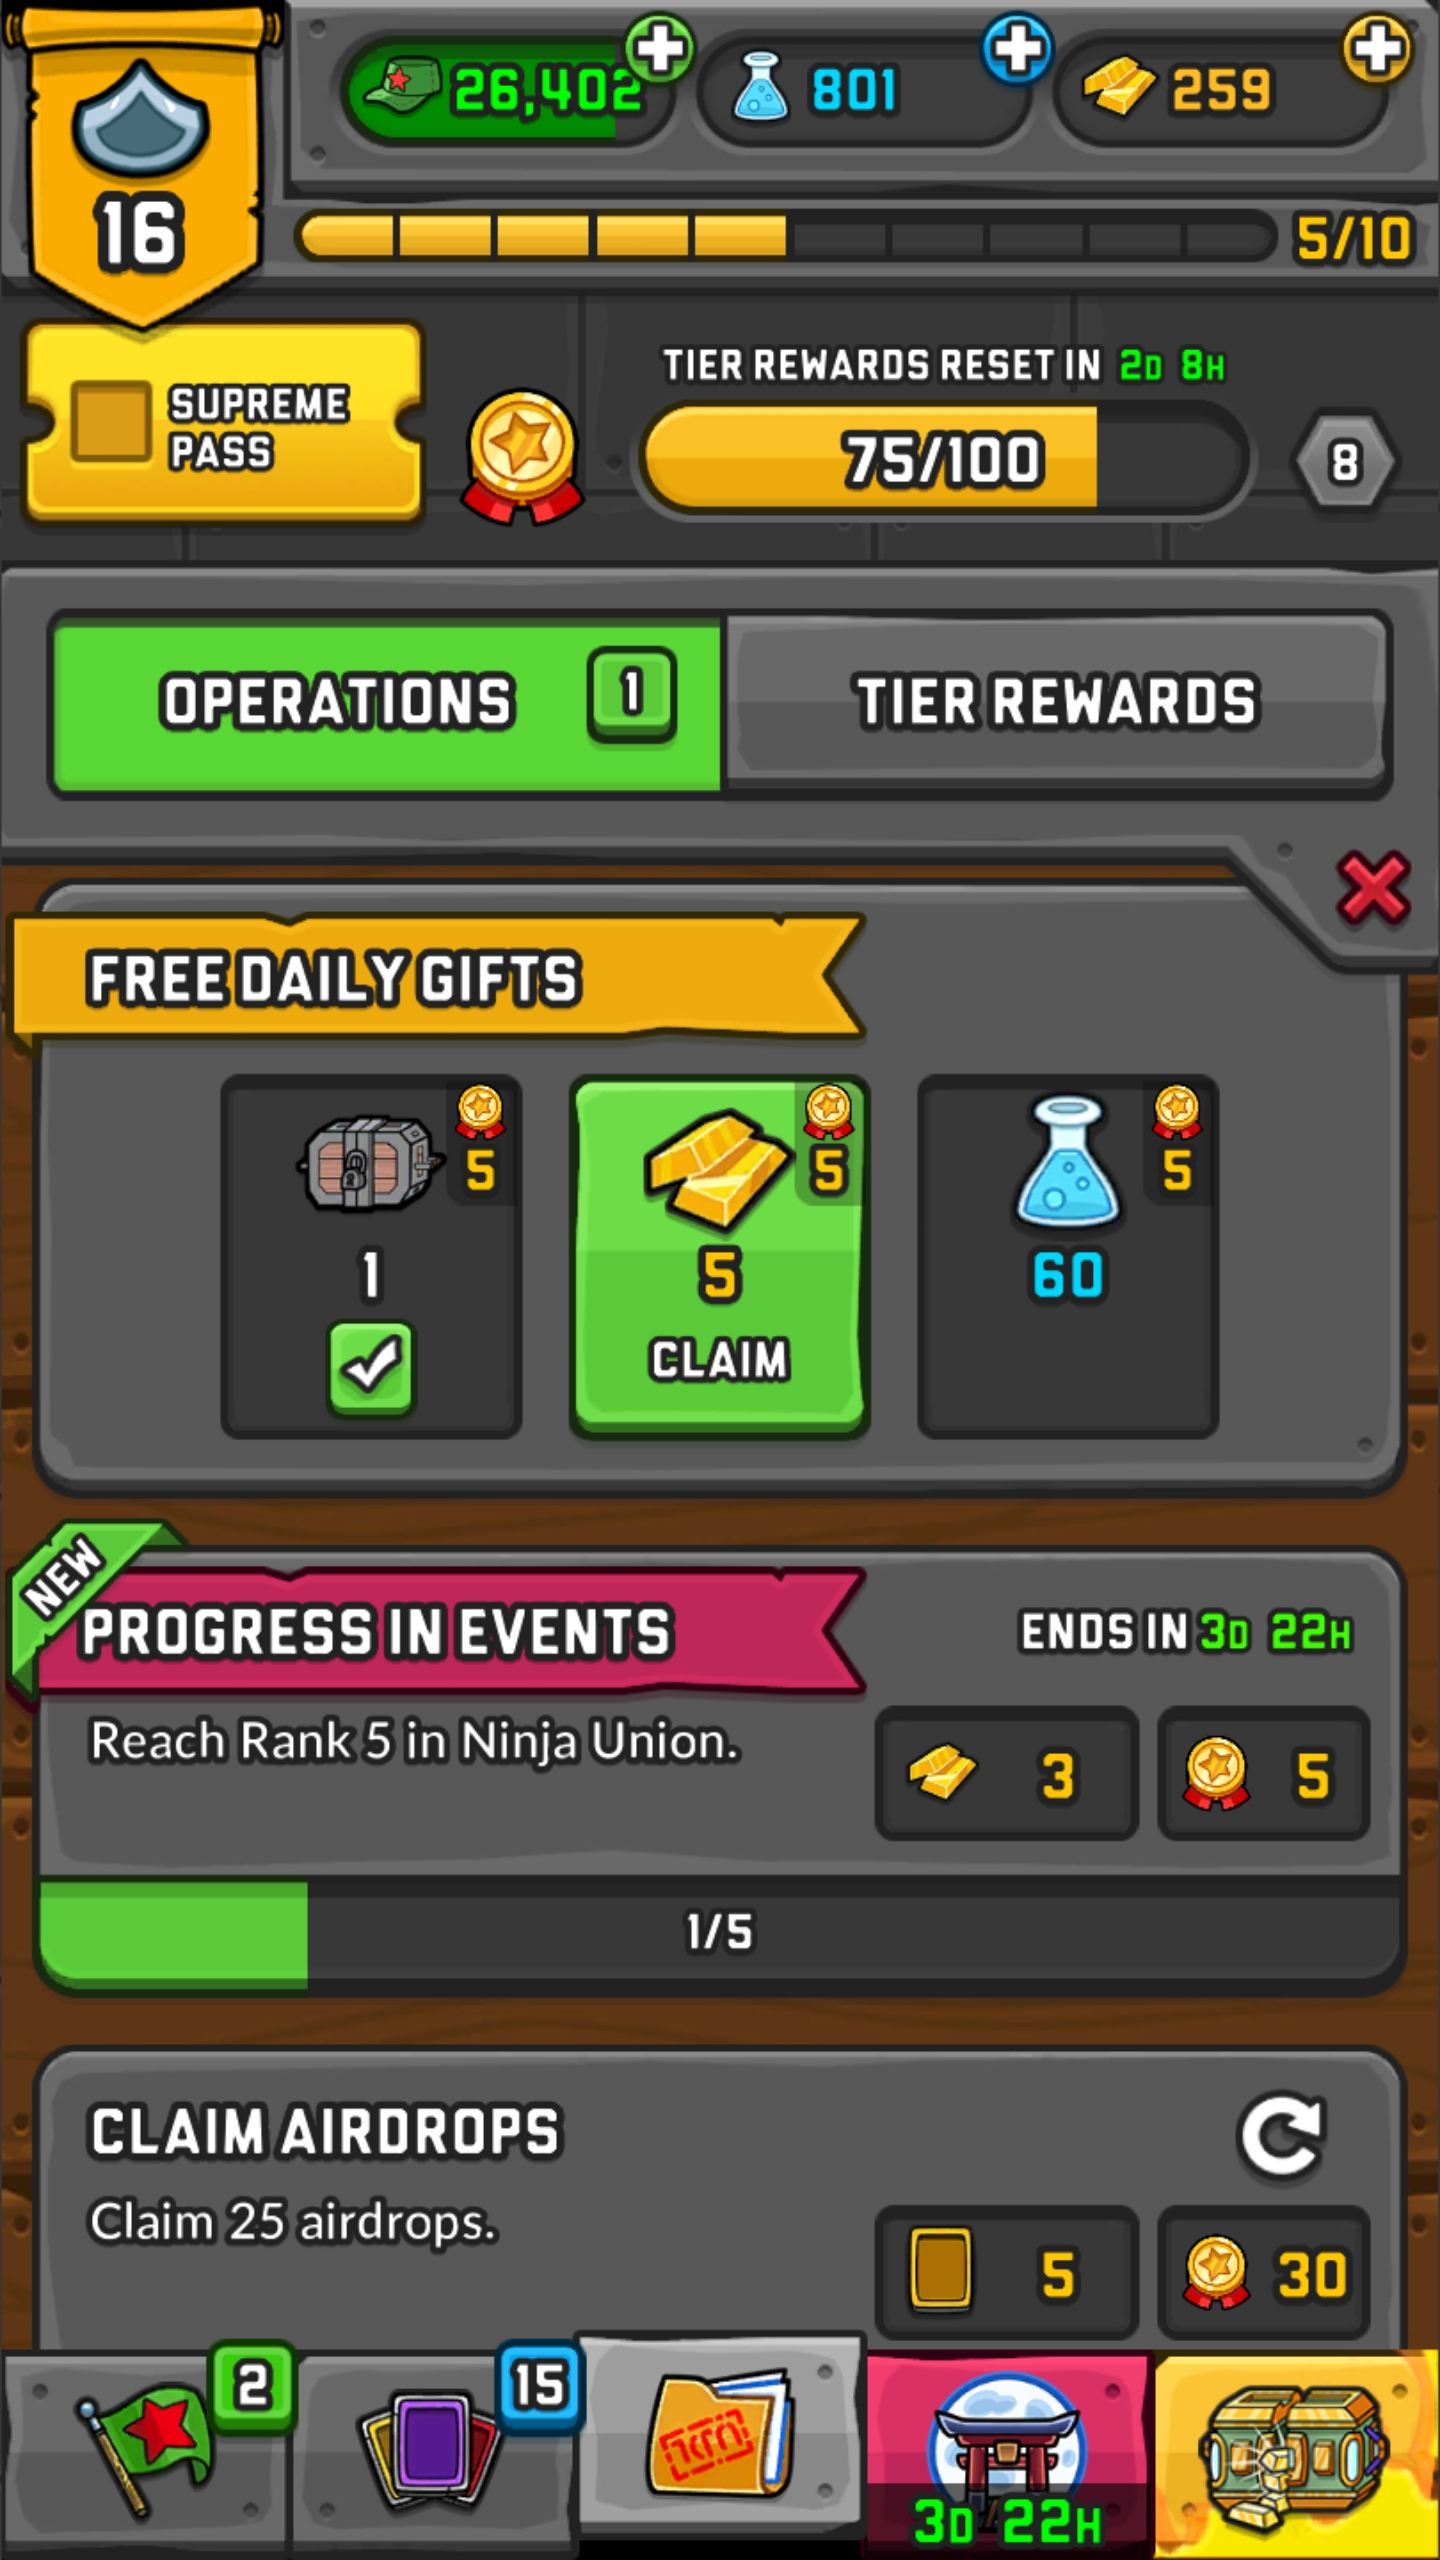 26,402
801
259
16
5/10
SUPREME
PASS
TIER REWARDS RESET IN 2D 8H
75/100
8
OPERATIONS
1
TIER REWARDS
FREE DAILY GIFTS
5
5
5
1
5
60
CLAIM
NEW
PROGRESS IN EVENTS
ENDS IN 3D 22H
Reach Rank 5 in Ninja Union.
3
5
1/5
CLAIM AIRDROPS
Claim 25 airdrops.
5
30
2
15
3D 22H